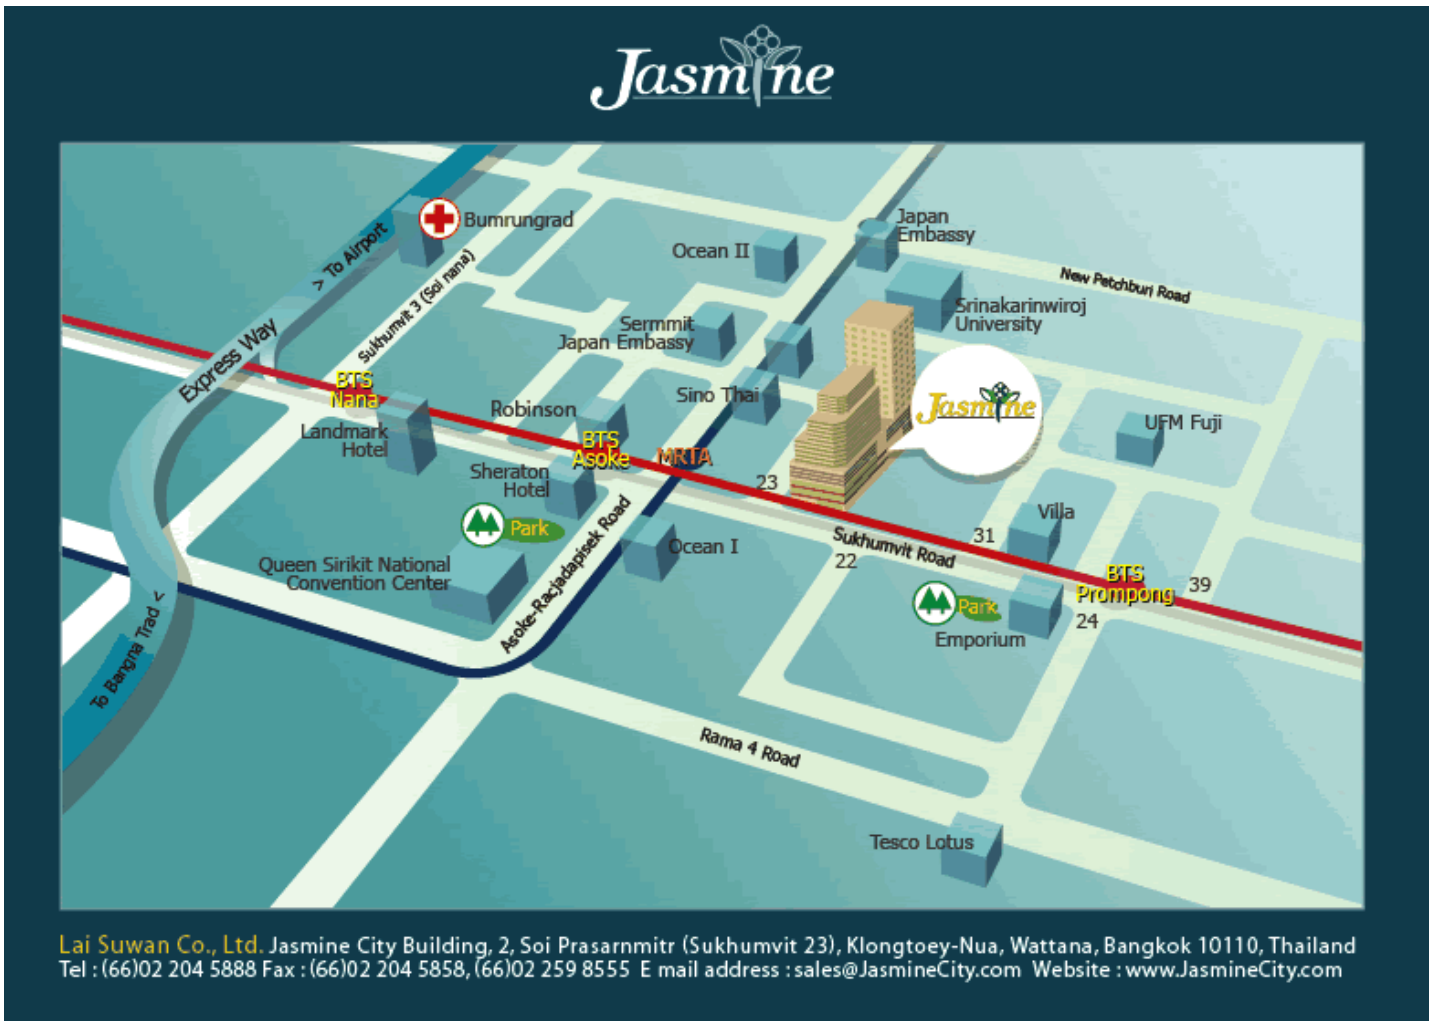 Jasmine
Bumrungrad
> To Airport
Japan
Embassy
Ocean II
Sukhumvit 3 (Soi nana)
New Petchburi Road
Srinakarinwiroj
University
Sermmit
Japan Embassy
Express Way
BTS
Nana
Sino Thai
Jasmine
Robinson
UFM Fuji
Landmark
Hotel
BTS
Asoke
MRTA
Sheraton
Hotel
23
Park
Villa
Asoke-Racjadapisek Road
Ocean I
Sukhumvit Road
31
22
Queen Sirikit National
Convention Center
BTS
Prompong
39
Park
24
Emporium
To Bangna Trad <
Rama 4 Road
Tesco Lotus
Lai Suwan Co., Ltd. Jasmine City Building, 2, Soi Prasarnmitr (Sukhumvit 23), Klongtoey-Nua, Wattana, Bangkok 10110, Thailand
Tel : (66)02 204 5888 Fax : (66)02 204 5858, (66)02 259 8555 E mail address : sales@JasmineCity.com Website : www.JasmineCity.com